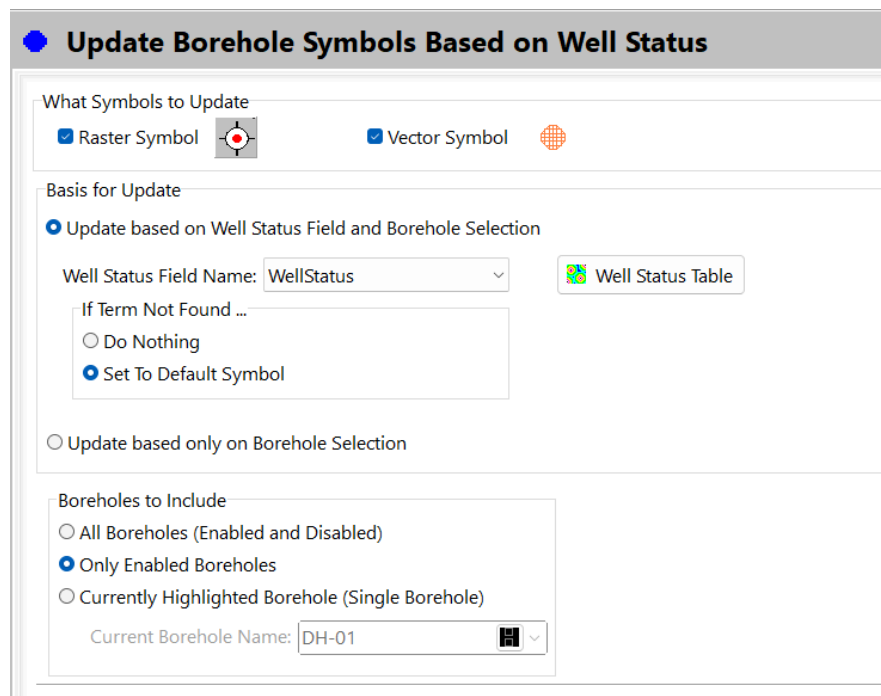 Update Borehole Symbols Based on Well Status
What Symbols to Update
Raster Symbol Vector Symbol
Basis for Update
Update based on Well Status Field and Borehole Selection
Well Status Field Name: WellStatus Well Status Table
If Term Not Found ...
Do Nothing
Set To Default Symbol
Update based only on Borehole Selection
Boreholes to Include
All Boreholes (Enabled and Disabled)
Only Enabled Boreholes
Currently Highlighted Borehole (Single Borehole)
Current Borehole Name: DH-01